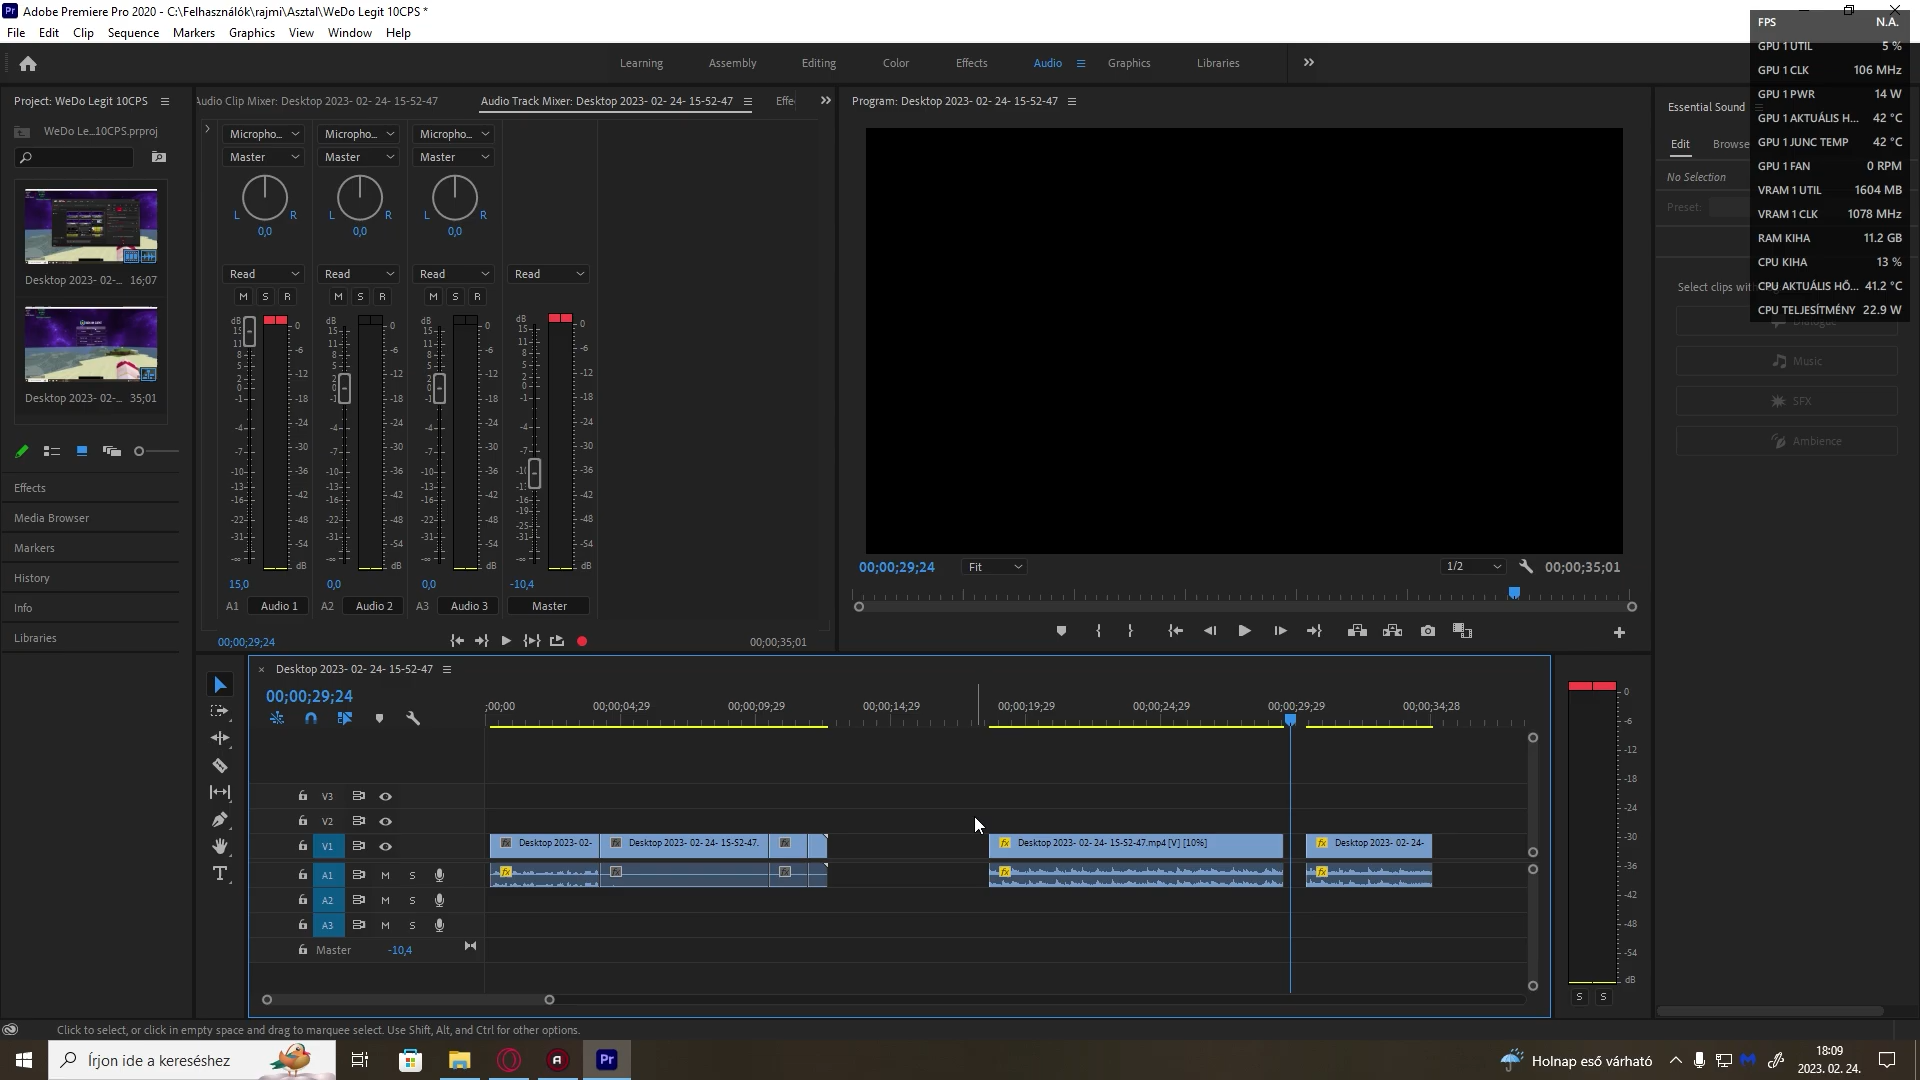 Adobe Premiere Pro 2020 - C:\Felhasználók\rajmi\Asztal\WeDo Legit 10CPS *
File Edit Clip Sequence Markers Graphics View Window Help
Learning Assembly Editing Color Effects Audio Graphics Libraries
FPS N.A.
GPU 1 UTIL 5 %
GPU 1 CLK 106 MHz
GPU 1 PWR 14 W
GPU 1 AKTUÁLIS H... 42 °C
GPU 1 JUNC TEMP 42 °C
GPU 1 FAN 0 RPM
VRAM 1 UTIL 1604 MB
VRAM 1 CLK 1078 MHz
RAM KIHA 11.2 GB
CPU KIHA 13 %
CPU AKTUÁLIS HŐ... 41.2 °C
CPU TELJESÍTMÉNY 22.9 W
Project: WeDo Legit 10CPS
WeDo Le...10CPS.prproj
Desktop 2023- 02-... 16;07
Desktop 2023- 02-... 35;01
Effects
Media Browser
Markers
History
Info
Libraries
Audio Clip Mixer: Desktop 2023- 02- 24- 15-52-47 Audio Track Mixer: Desktop 2023- 02- 24- 15-52-47 Effe
Micropho... Micropho... Micropho...
Master Master Master
L R L R L R
0,0 0,0 0,0
Read Read Read Read
M S R M S R M S R
15,0 0,0 0,0 -10,4
A1 Audio 1 A2 Audio 2 A3 Audio 3 Master
00;00;29;24 00;00;35;01
Program: Desktop 2023- 02- 24- 15-52-47
00;00;29;24 Fit 1/2 00;00;35;01
Essential Sound
Edit Browse
No Selection
Preset:
Select clips with
Dialogue
Music
SFX
Ambience
Desktop 2023- 02- 24- 15-52-47
00;00;29;24
;00;00 00;00;04;29 00;00;09;29 00;00;14;29 00;00;19;29 00;00;24;29 00;00;29;29 00;00;34;28
V3
V2
V1
Desktop 2023- 02- Desktop 2023- 02- 24- 15-52-47. Desktop 2023- 02- 24- 15-52-47.mp4 [V] [10%] Desktop 2023- 02- 24-
A1 M S
A2 M S
A3 M S
Master -10,4
0
-6
-12
-18
-24
-30
-36
-42
-48
-54
dB
S S
Click to select, or click in empty space and drag to marquee select. Use Shift, Alt, and Ctrl for other options.
Írjon ide a kereséshez
Holnap eső várható
18:09
2023. 02. 24.